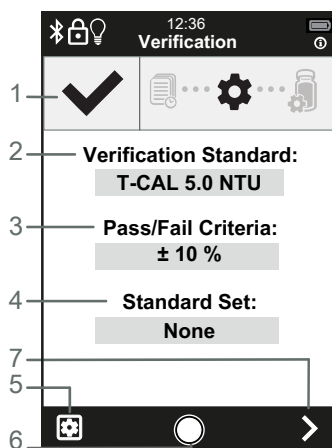 12:36
Verification
1
2
Verification Standard:
T-CAL 5.0 NTU
3
Pass/Fail Criteria:
± 10 %
4
Standard Set:
None
7
5
6